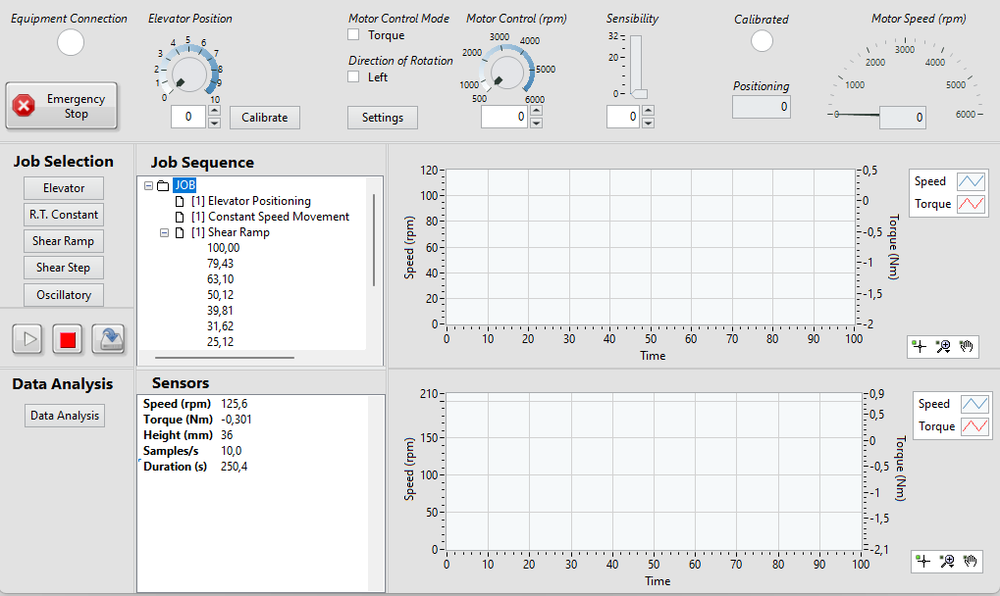 Equipment Connection
Elevator Position
Motor Control Mode
Motor Control (rpm)
Sensibility
Calibrated
Motor Speed (rpm)
Torque
Direction of Rotation
Left
0 1 2 3 4 5 6 7 8 9 10
500 1000 2000 3000 4000 5000 6000
32
20
0
0 1000 2000 3000 4000 5000 6000
Positioning
0
Emergency
Stop
0
Calibrate
Settings
0
0
0
Job Selection
Elevator
R.T. Constant
Shear Ramp
Shear Step
Oscillatory
Job Sequence
JOB
[1] Elevator Positioning
[1] Constant Speed Movement
[1] Shear Ramp
100,00
79,43
63,10
50,12
39,81
31,62
25,12
Speed (rpm)
120
100
80
60
40
20
0
0 10 20 30 40 50 60 70 80 90 100
Time
0,5
0
-0,5
-1
-1,5
-2
Torque (Nm)
Speed
Torque
Data Analysis
Data Analysis
Sensors
Speed (rpm) 125,6
Torque (Nm) -0,301
Height (mm) 36
Samples/s 10,0
Duration (s) 250,4
Speed (rpm)
210
150
100
50
0
0 10 20 30 40 50 60 70 80 90 100
Time
0,9
0,5
0
-0,5
-1
-1,5
-2,1
Torque (Nm)
Speed
Torque